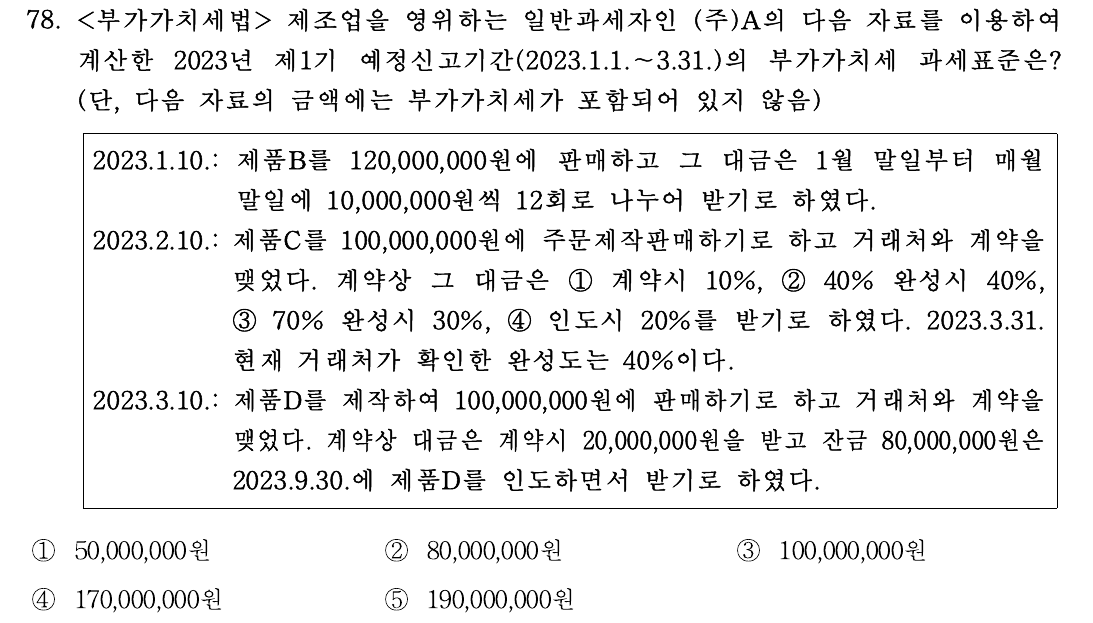 78. <부가가치세법> 제조업을 영위하는 일반과세자인 (주)A의 다음 자료를 이용하여
계산한 2023년 제1기 예정신고기간(2023.1.1.~3.31.)의 부가가치세 과세표준은?
(단, 다음 자료의 금액에는 부가가치세가 포함되어 있지 않음)
2023.1.10.: 제품B를 120,000,000원에 판매하고 그 대금은 1월 말일부터 매월
말일에 10,000,000원씩 12회로 나누어 받기로 하였다.
2023.2.10.: 제품C를 100,000,000원에 주문제작판매하기로 하고 거래처와 계약을
맺었다. 계약상 그 대금은 ① 계약시 10%, ② 40% 완성시 40%,
③ 70% 완성시 30%, ④ 인도시 20%를 받기로 하였다. 2023.3.31.
현재 거래처가 확인한 완성도는 40%이다.
2023.3.10.: 제품D를 제작하여 100,000,000원에 판매하기로 하고 거래처와 계약을
맺었다. 계약상 대금은 계약시 20,000,000원을 받고 잔금 80,000,000원은
2023.9.30.에 제품D를 인도하면서 받기로 하였다.
① 50,000,000원 ② 80,000,000원 ③ 100,000,000원
④ 170,000,000원 ⑤ 190,000,000원